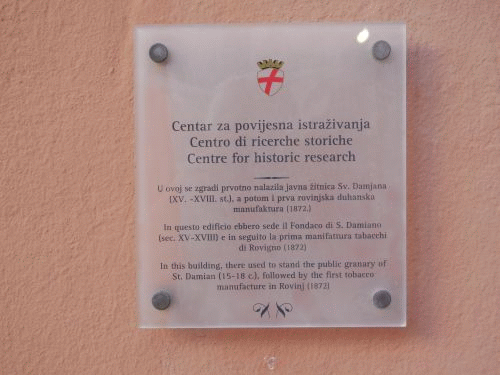 Centar za povijesna istraživanja
Centro di ricerche storiche
Centre for historic research
U ovoj se zgradi prvotno nalazila javna žitnica Sv. Damjana
(XV. -XVIII. st.), a potom i prva rovinjska duhanska
manufaktura (1872.)
In questo edificio ebbero sede il Fondaco di S. Damiano
(sec. XV-XVIII) e in seguito la prima manifattura tabacchi
di Rovigno (1872)
In this building, there used to stand the public granary of
St. Damian (15-18 c.), followed by the first tobacco
manufacture in Rovinj (1872)